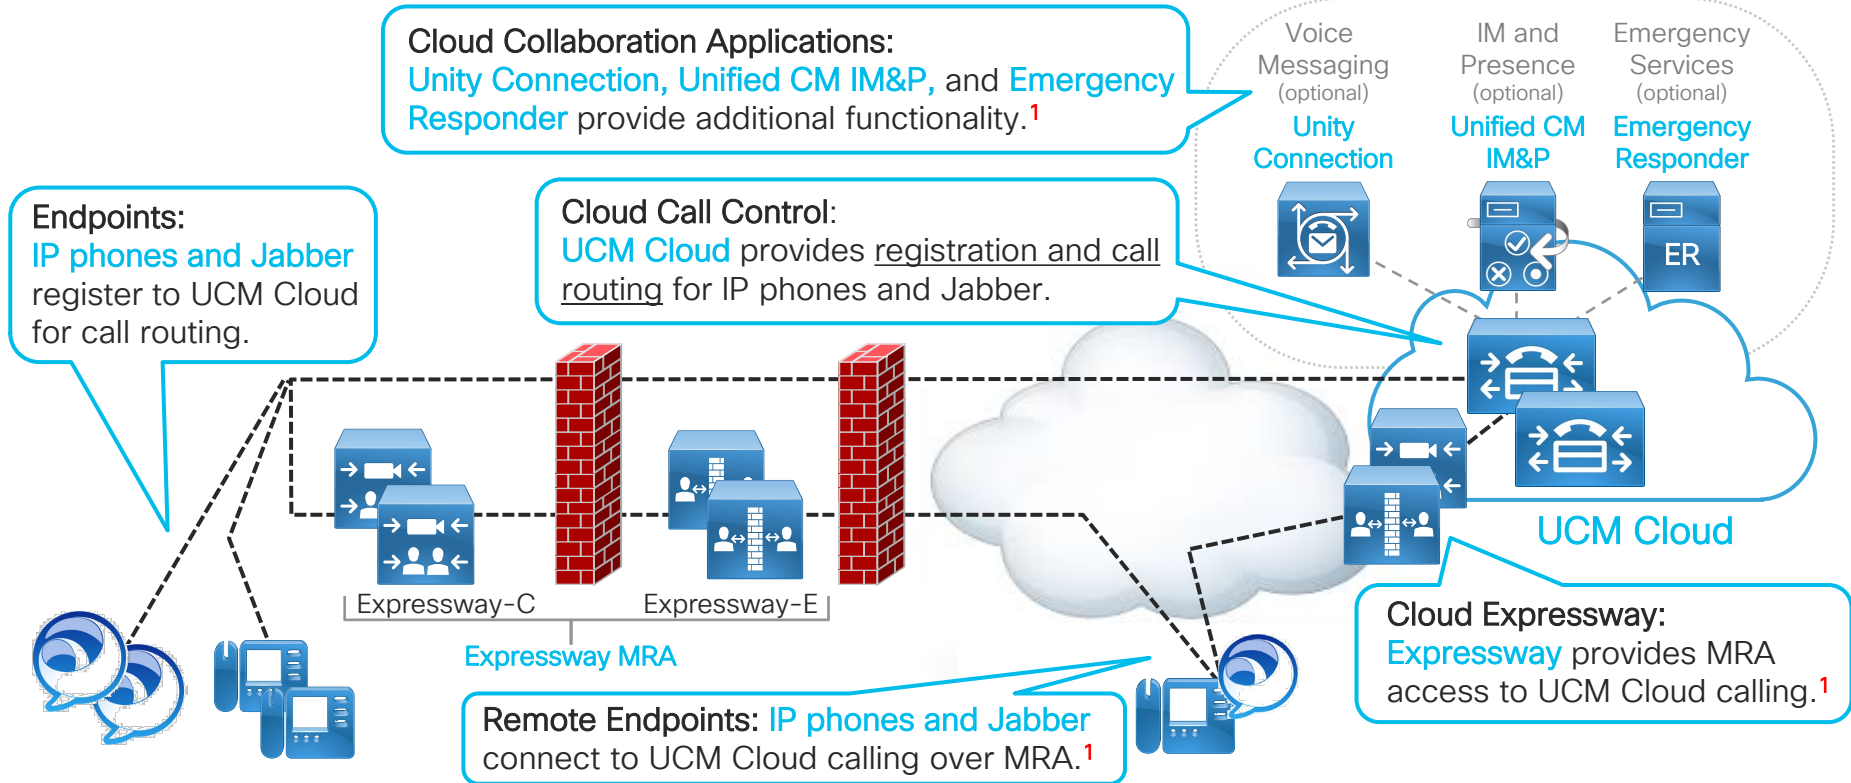 Cloud Collaboration Applications:
Unity Connection, Unified CM IM&P, and Emergency
Responder provide additional functionality.1
Voice
Messaging
(optional)
Unity
Connection
IM and
Presence
(optional)
Unified CM
IM&P
Emergency
Services
(optional)
Emergency
Responder
ER
Endpoints:
IP phones and Jabber
register to UCM Cloud
for call routing.
Cloud Call Control:
UCM Cloud provides registration and call
routing for IP phones and Jabber.
UCM Cloud
Expressway-C
Expressway-E
Expressway MRA
Cloud Expressway:
Expressway provides MRA
access to UCM Cloud calling.1
Remote Endpoints: IP phones and Jabber
connect to UCM Cloud calling over MRA.1